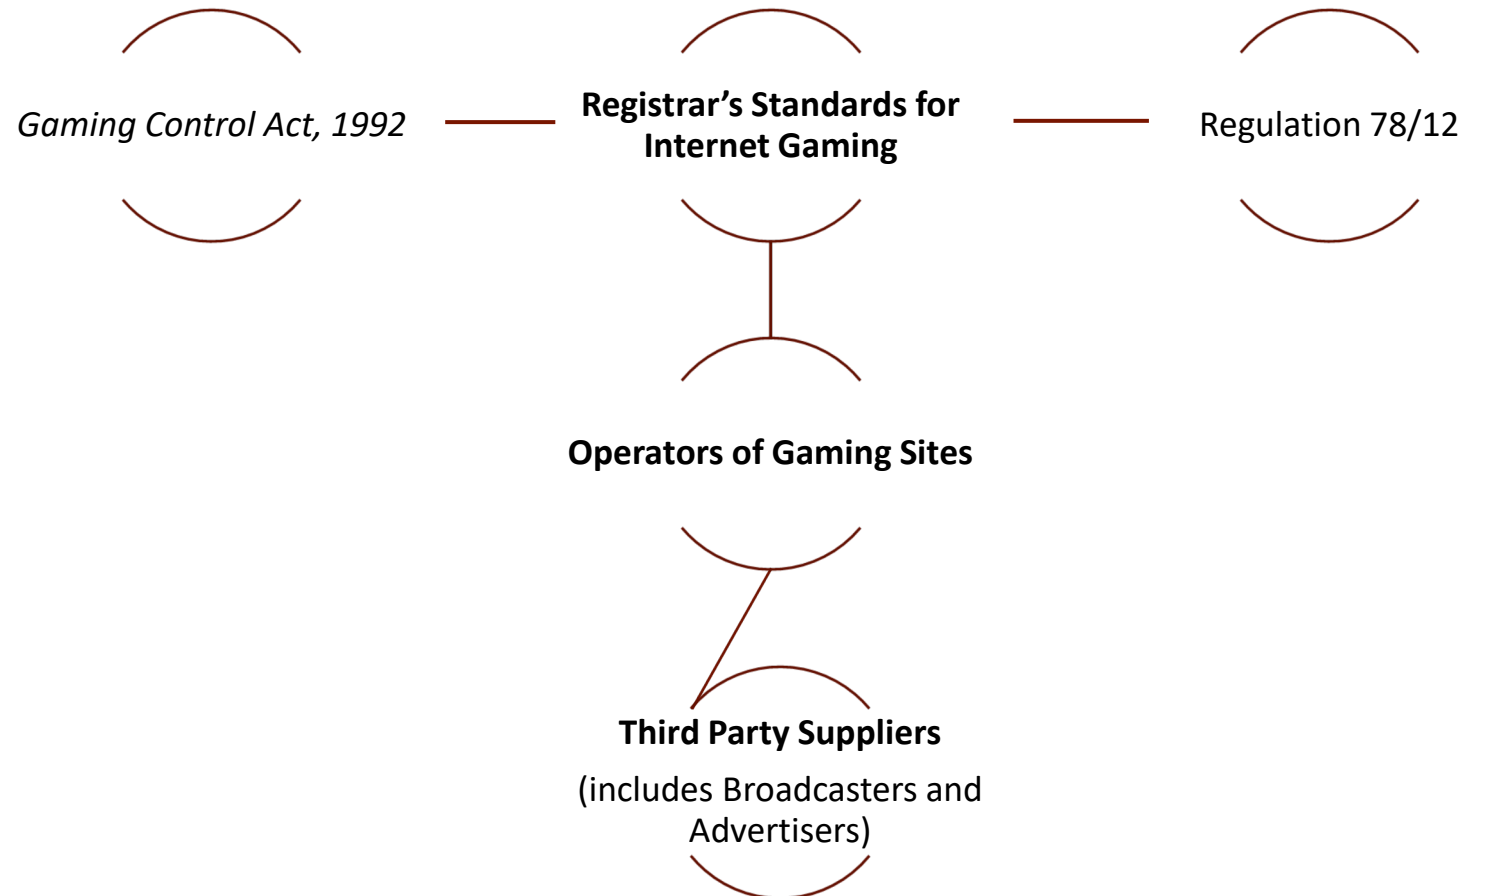 Gaming Control Act, 1992
Registrar’s Standards for
Internet Gaming
Regulation 78/12
Operators of Gaming Sites
Third Party Suppliers
(includes Broadcasters and
Advertisers)